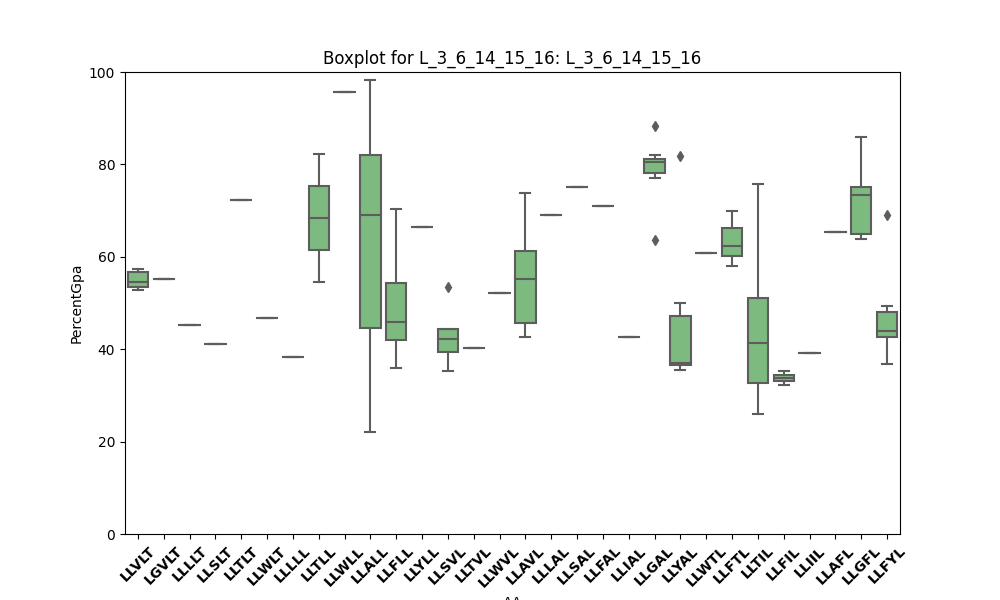 Boxplot for L_3_6_14_15_16: L_3_6_14_15_16
PercentGpa
100
80
60
40
20
0
LLVLT LGVLT LLLLT LLSLT LLTLT LLWLT LLLLL LLTLL LLWLL LLALL LLFLL LLYLL LLSVL LLTVL LLWVL LLAVL LLLAL LLSAL LLFAL LLIAL LLGAL LLYAL LLWTL LLFTL LLTIL LLFIL LLIIL LLAFL LLGFL LLFYL